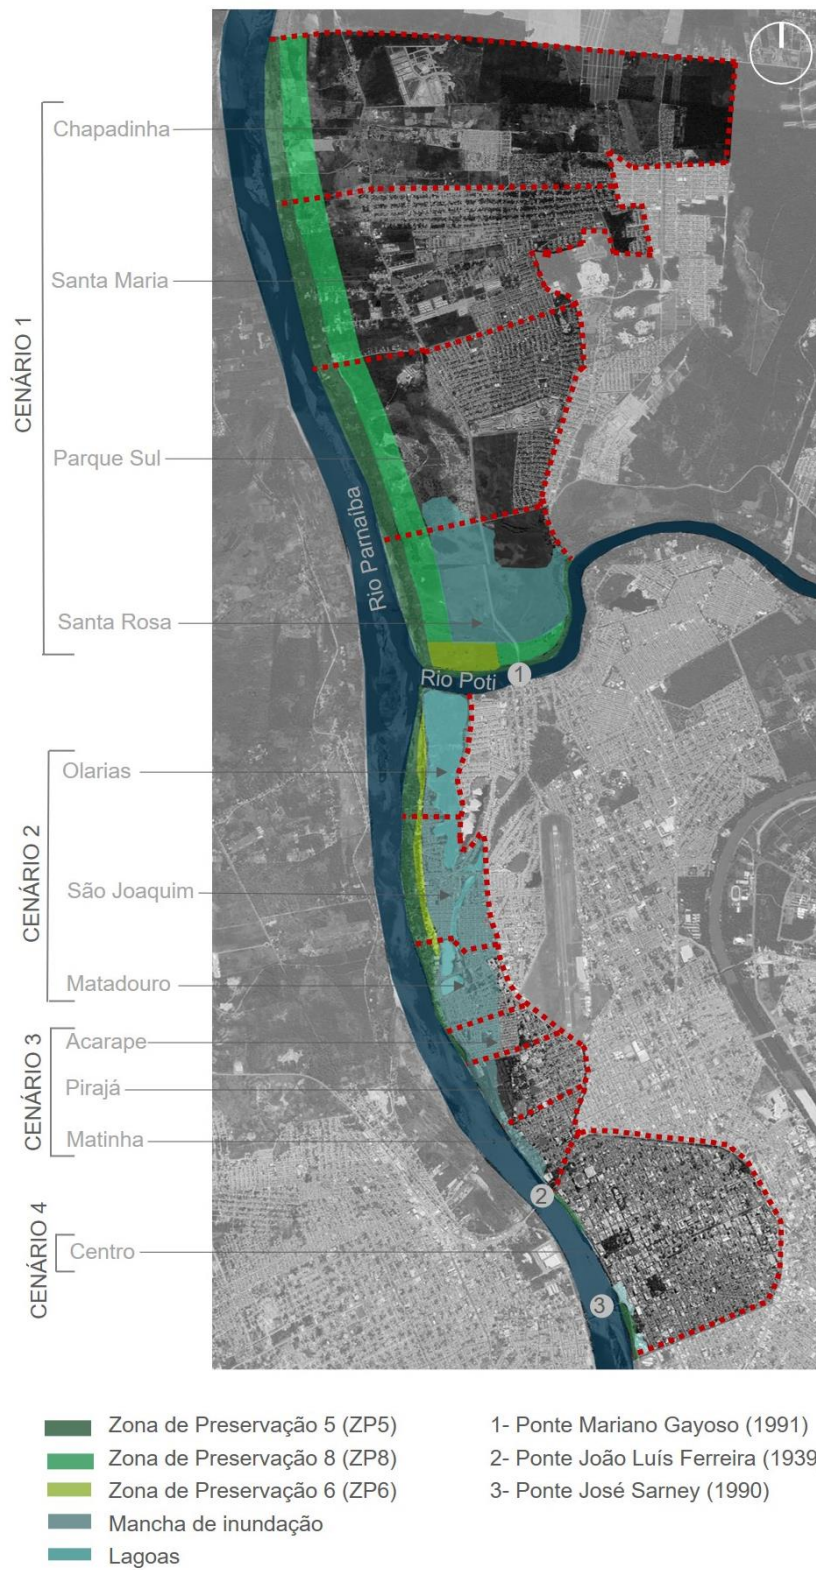 CENÁRIO 1
Chapadinha
Santa Maria
Parque Sul
Santa Rosa
Rio Parnaíba
Rio Poti
1
CENÁRIO 2
Olarias
São Joaquim
Matadouro
CENÁRIO 3
Acarape
Pirajá
Matinha
2
CENÁRIO 4
Centro
3
Zona de Preservação 5 (ZP5)
Zona de Preservação 8 (ZP8)
Zona de Preservação 6 (ZP6)
Mancha de inundação
Lagoas
1- Ponte Mariano Gayoso (1991)
2- Ponte João Luís Ferreira (1939
3- Ponte José Sarney (1990)